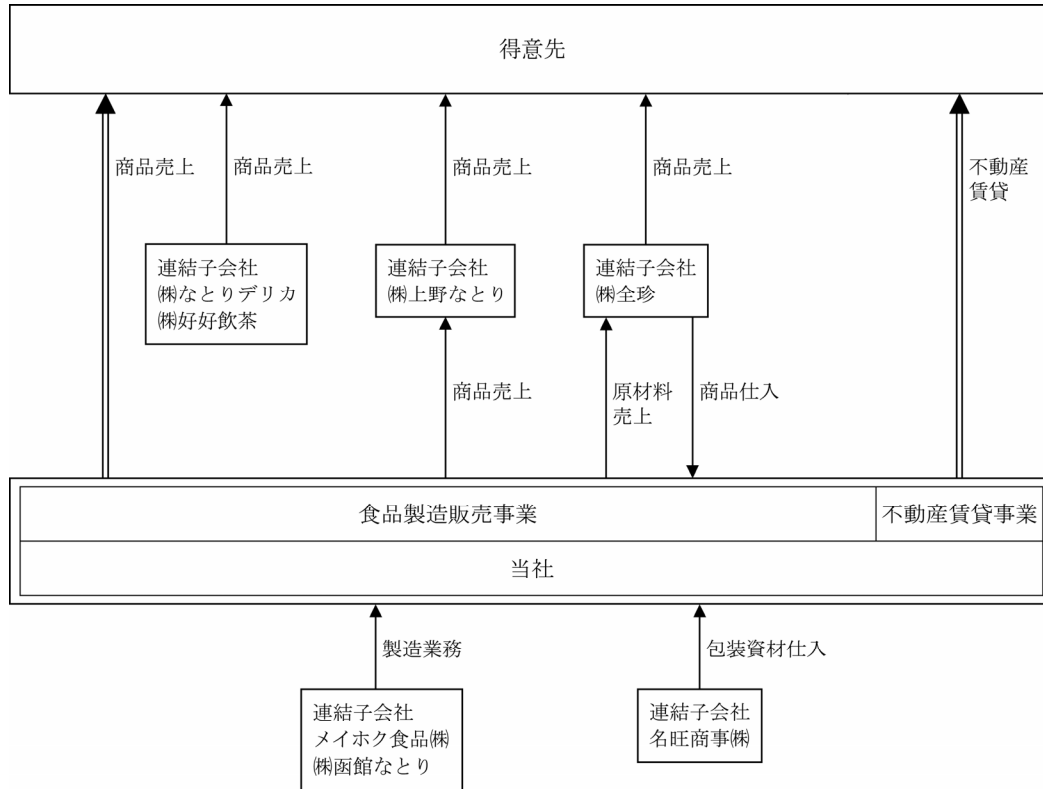 得意先
商品売上
商品売上
商品売上
商品売上
不動産
賃貸
連結子会社
㈱なとりデリカ
㈱好好飲茶
連結子会社
㈱上野なとり
連結子会社
㈱全珍
商品売上
原材料
売上
商品仕入
食品製造販売事業
不動産賃貸事業
当社
製造業務
包装資材仕入
連結子会社
メイホク食品㈱
㈱函館なとり
連結子会社
名旺商事㈱